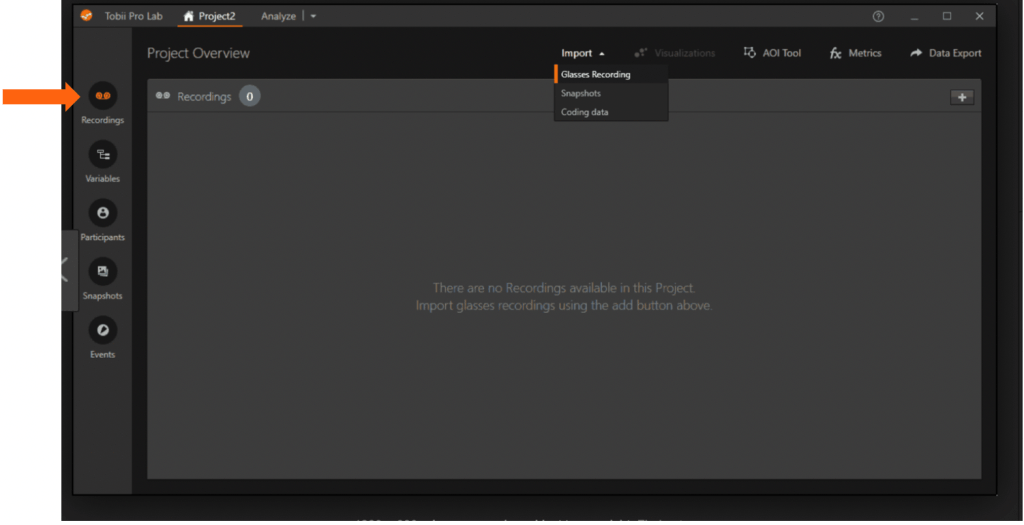 Tobii Pro Lab
Project2
Analyze
Project Overview
Import
Visualizations
AOI Tool
fx Metrics
Data Export
Glasses Recording
Snapshots
Coding data
Recordings 0
+
Recordings
Variables
Participants
Snapshots
Events
There are no Recordings available in this Project.
Import glasses recordings using the add button above.